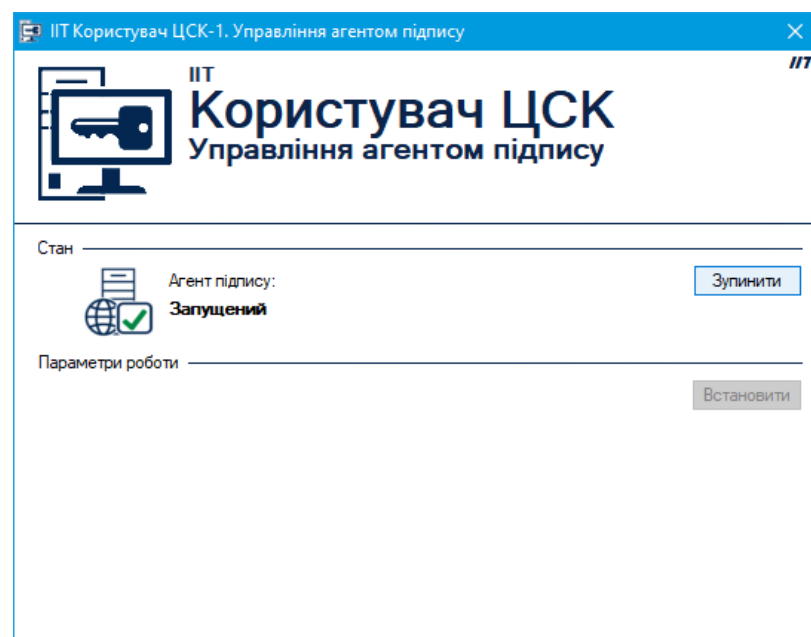 ІІТ Користувач ЦСК-1. Управління агентом підпису
ІІТ
ІІТ
Користувач ЦСК
Управління агентом підпису
Стан
Агент підпису:
Зупинити
Запущений
Параметри роботи
Встановити